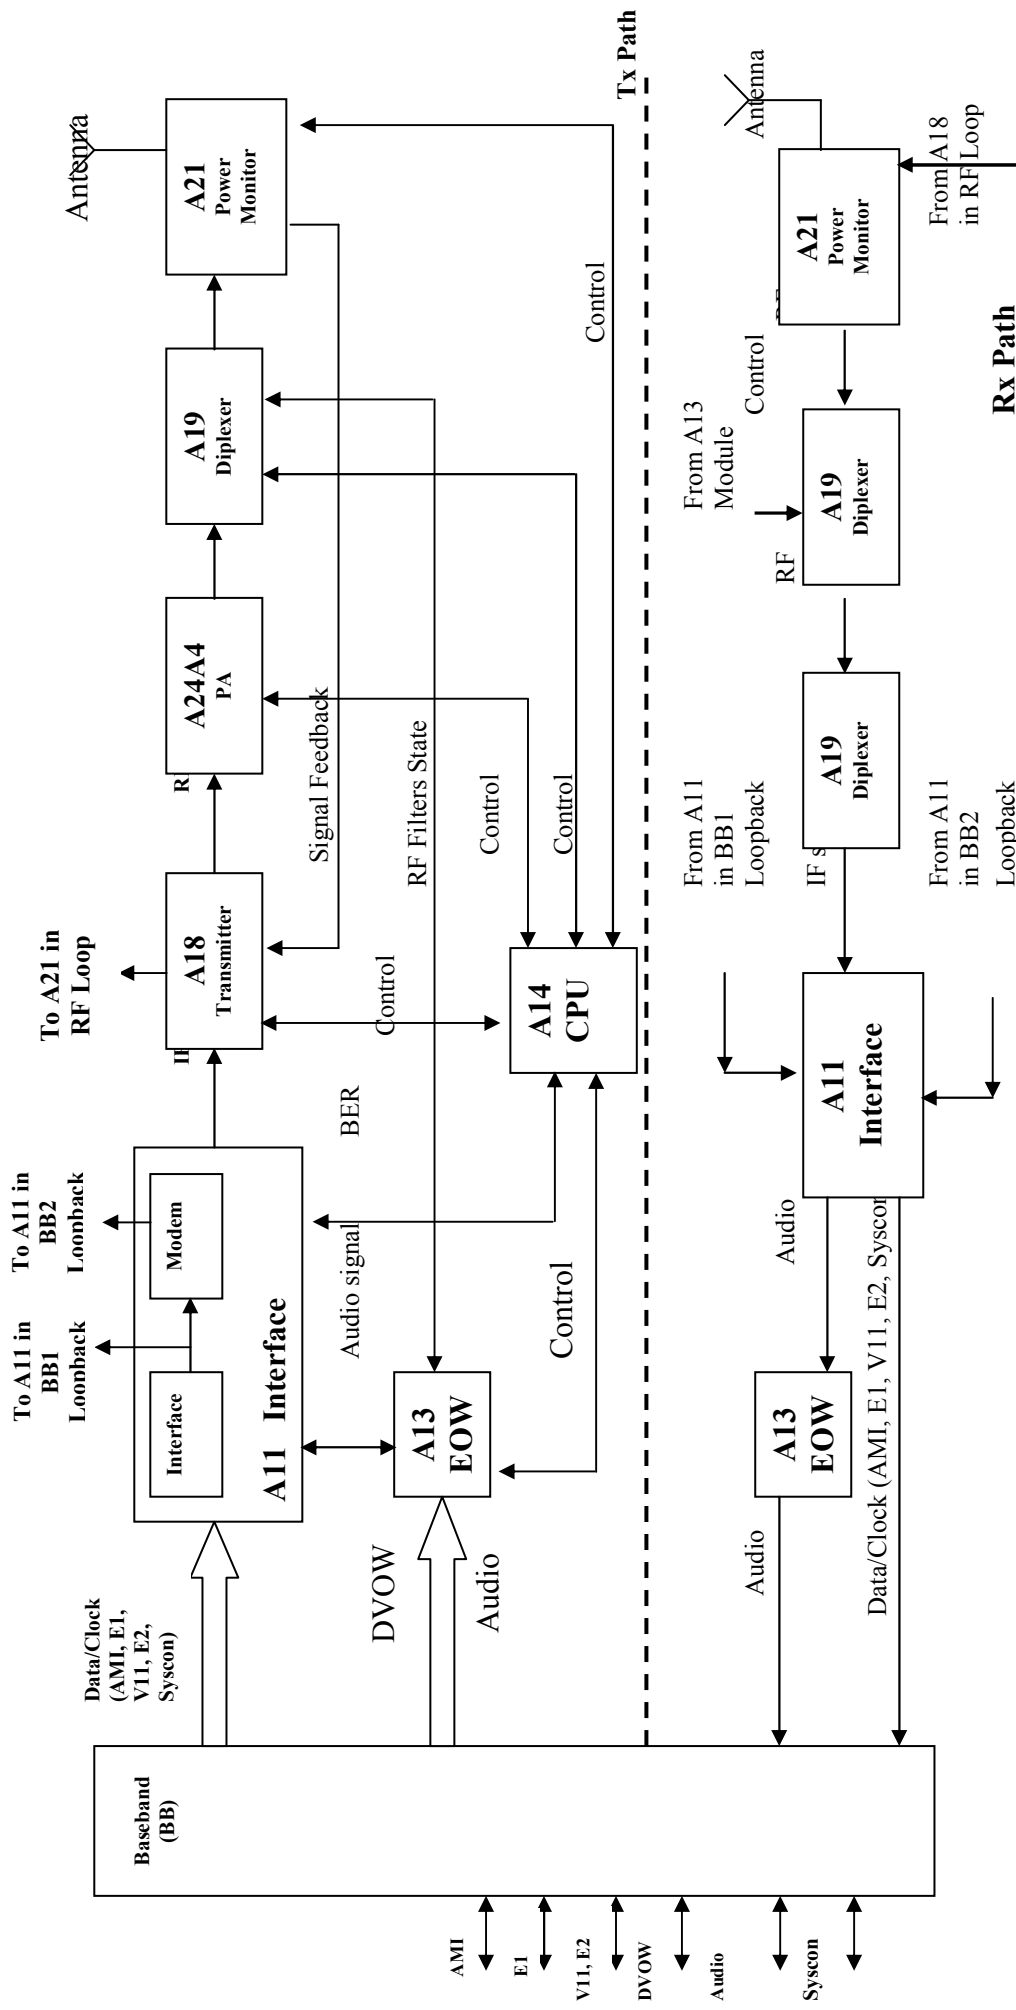 Antenna
A21
Power
Monitor
A19
Diplexer
A24A4
PA
R
A18
Transmitter
To A21 in
RF Loop
To A11 in
BB2
Loopback
To A11 in
BB1
Loopback
Modem
Interface
A11 Interface
Data/Clock
(AMI, E1,
V11, E2,
Syscon)
Baseband
(BB)
AMI
E1
V11, E2
DVOW
Audio
Syscon
DVOW
Audio
A13
EOW
Audio signal
BER
Control
A14
CPU
Control
Signal Feedback
RF Filters State
Control
Control
Control
Tx Path
Antenna
A21
Power
Monitor
From A18
in RF Loop
Rx Path
Control
From A13
Module
A19
Diplexer
RF
A19
Diplexer
IF s
From A11
in BB1
Loopback
From A11
in BB2
Loopback
A11
Interface
Audio
Data/Clock (AMI, E1, V11, E2, Syscon
A13
EOW
Audio